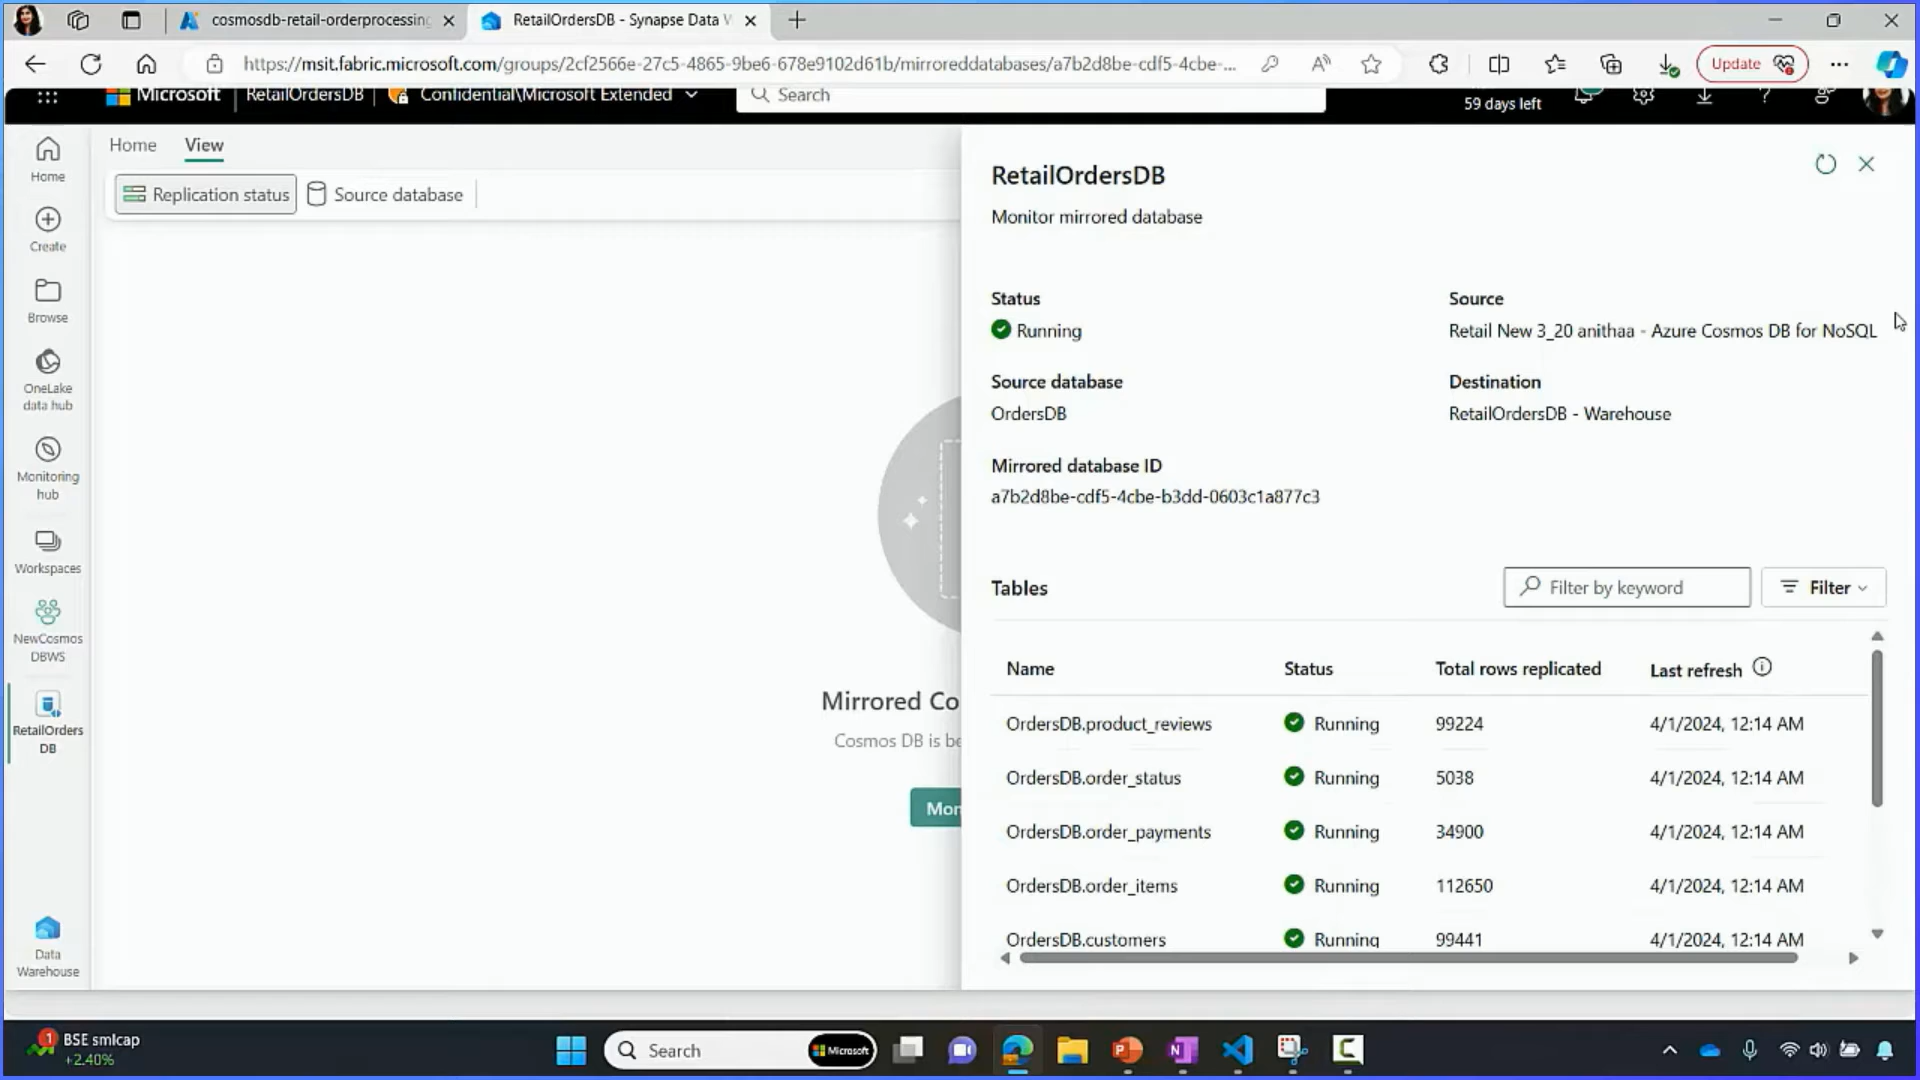 cosmosdb-retail-orderprocessing
RetailOrdersDB - Synapse Data W
https://msit.fabric.microsoft.com/groups/2cf2566e-27c5-4865-9be6-678e9102d61b/mirroreddatabases/a7b2d8be-cdf5-4cbe-...
Update
Microsoft
RetailOrdersDB
Confidential\Microsoft Extended
Search
59 days left
Home
Create
Browse
OneLake
data hub
Monitoring
hub
Workspaces
NewCosmos
DBWS
RetailOrders
DB
Data
Warehouse
Home
View
Replication status
Source database
Mirrored Co
Cosmos DB is be
Mon
RetailOrdersDB
Monitor mirrored database
Status
Running
Source
Retail New 3_20 anithaa - Azure Cosmos DB for NoSQL
Source database
OrdersDB
Destination
RetailOrdersDB - Warehouse
Mirrored database ID
a7b2d8be-cdf5-4cbe-b3dd-0603c1a877c3
Tables
Filter by keyword
Filter
Name Status Total rows replicated Last refresh
OrdersDB.product_reviews Running 99224 4/1/2024, 12:14 AM
OrdersDB.order_status Running 5038 4/1/2024, 12:14 AM
OrdersDB.order_payments Running 34900 4/1/2024, 12:14 AM
OrdersDB.order_items Running 112650 4/1/2024, 12:14 AM
OrdersDB.customers Running 99441 4/1/2024, 12:14 AM
1
BSE smlcap
+2.40%
Search
Microsoft